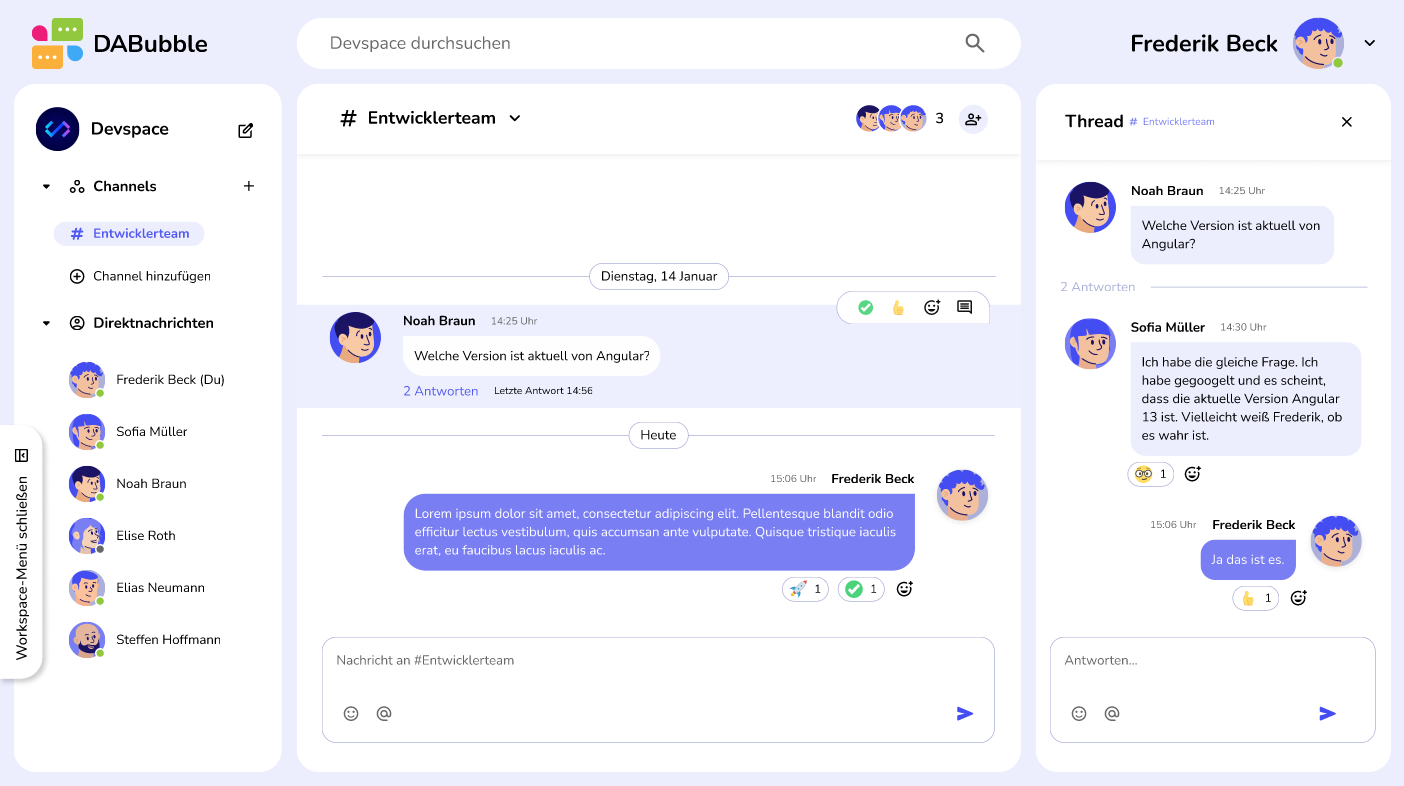 DABubble
Devspace durchsuchen
Frederik Beck
Devspace
Channels
# Entwicklerteam
Channel hinzufügen
Direktnachrichten
Frederik Beck (Du)
Sofia Müller
Noah Braun
Elise Roth
Elias Neumann
Steffen Hoffmann
Workspace-Menü schließen
# Entwicklerteam
3
Dienstag, 14 Januar
Noah Braun 14:25 Uhr
Welche Version ist aktuell von Angular?
2 Antworten Letzte Antwort 14:56
Heute
15:06 Uhr Frederik Beck
Lorem ipsum dolor sit amet, consectetur adipiscing elit. Pellentesque blandit odio
efficitur lectus vestibulum, quis accumsan ante vulputate. Quisque tristique iaculis
erat, eu faucibus lacus iaculis ac.
1 1
Nachricht an #Entwicklerteam
@
Thread # Entwicklerteam
Noah Braun 14:25 Uhr
Welche Version ist aktuell von
Angular?
2 Antworten
Sofia Müller 14:30 Uhr
Ich habe die gleiche Frage. Ich
habe gegoogelt und es scheint,
dass die aktuelle Version Angular
13 ist. Vielleicht weiß Frederik, ob
es wahr ist.
1
15:06 Uhr Frederik Beck
Ja das ist es.
1
Antworten...
@